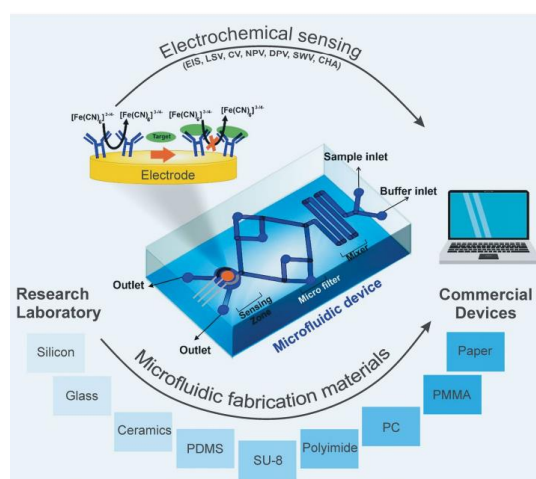 Electrochemical sensing
(EIS, LSV, CV, NPV, DPV, SWV, CHA)
[Fe(CN)6]3-/4- [Fe(CN)6]3-/4- [Fe(CN)6]3-/4- [Fe(CN)6]3-/4-
Target
Electrode
Sample inlet
Buffer inlet
Mixer
Micro filter
Microfluidic device
Sensing
Zone
Outlet
Outlet
Research
Laboratory
Commercial
Devices
Microfluidic fabrication materials
Silicon
Glass
Ceramics
PDMS
SU-8
Polyimide
PC
PMMA
Paper